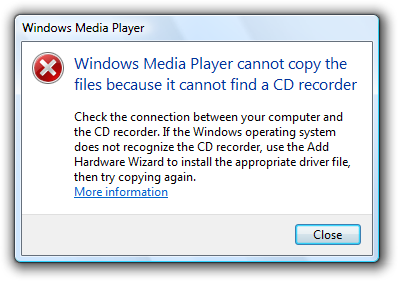 Windows Media Player
Windows Media Player cannot copy the
files because it cannot find a CD recorder
Check the connection between your computer and
the CD recorder. If the Windows operating system
does not recognize the CD recorder, use the Add
Hardware Wizard to install the appropriate driver file,
then try copying again.
More information
Close